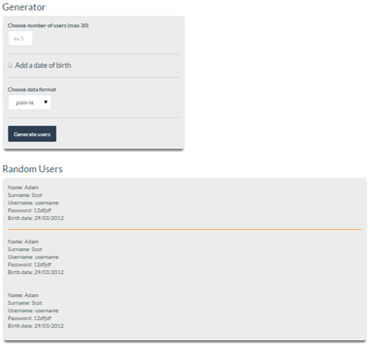 Generator
Choose number of users (max 30)
ex 5
Add a date of birth
Choose data format
plain te
Generate users
Random Users
Name: Adam
Surname: Scot
Username: username
Password: 12dfjdf
Birth date: 29/03/2012
Name: Adam
Surname: Scot
Username: username
Password: 12dfjdf
Birth date: 29/03/2012
Name: Adam
Surname: Scot
Username: username
Password: 12dfjdf
Birth date: 29/03/2012